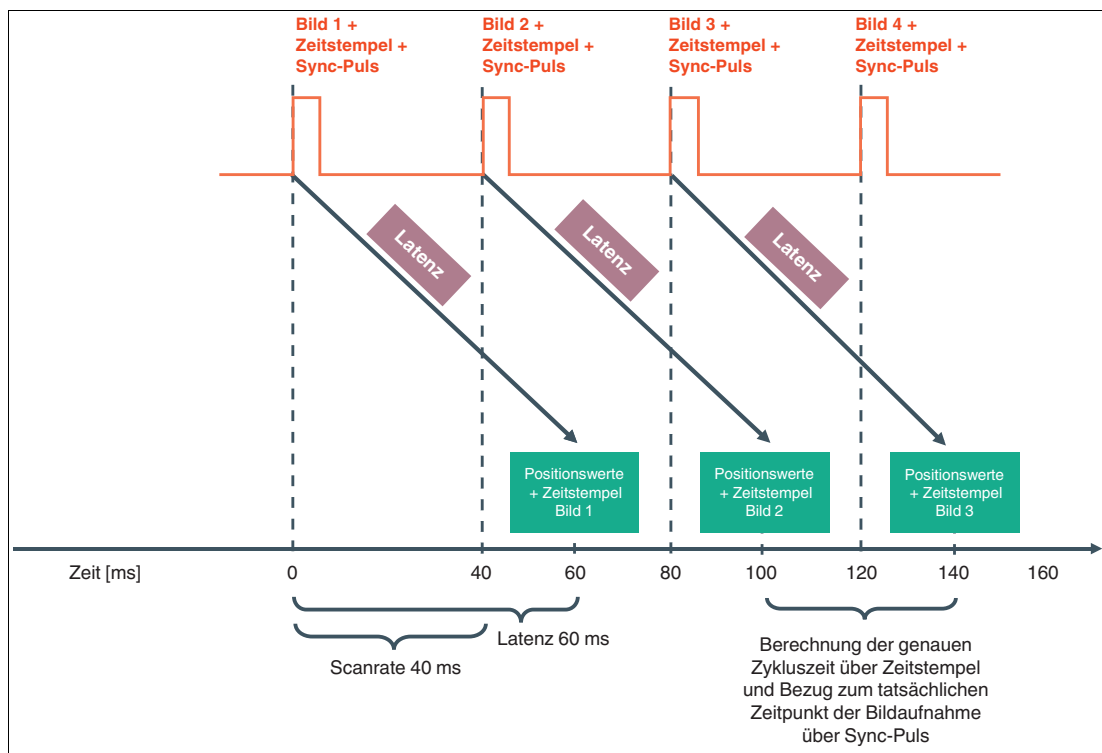 Bild 1 +
Zeitstempel +
Sync-Puls
Bild 2 +
Zeitstempel +
Sync-Puls
Bild 3 +
Zeitstempel +
Sync-Puls
Bild 4 +
Zeitstempel +
Sync-Puls
Latenz
Latenz
Latenz
Positionswerte
+ Zeitstempel
Bild 1
Positionswerte
+ Zeitstempel
Bild 2
Positionswerte
+ Zeitstempel
Bild 3
Zeit [ms] 0 40 60 80 100 120 140 160
Latenz 60 ms
Scanrate 40 ms
Berechnung der genauen
Zykluszeit über Zeitstempel
und Bezug zum tatsächlichen
Zeitpunkt der Bildaufnahme
über Sync-Puls